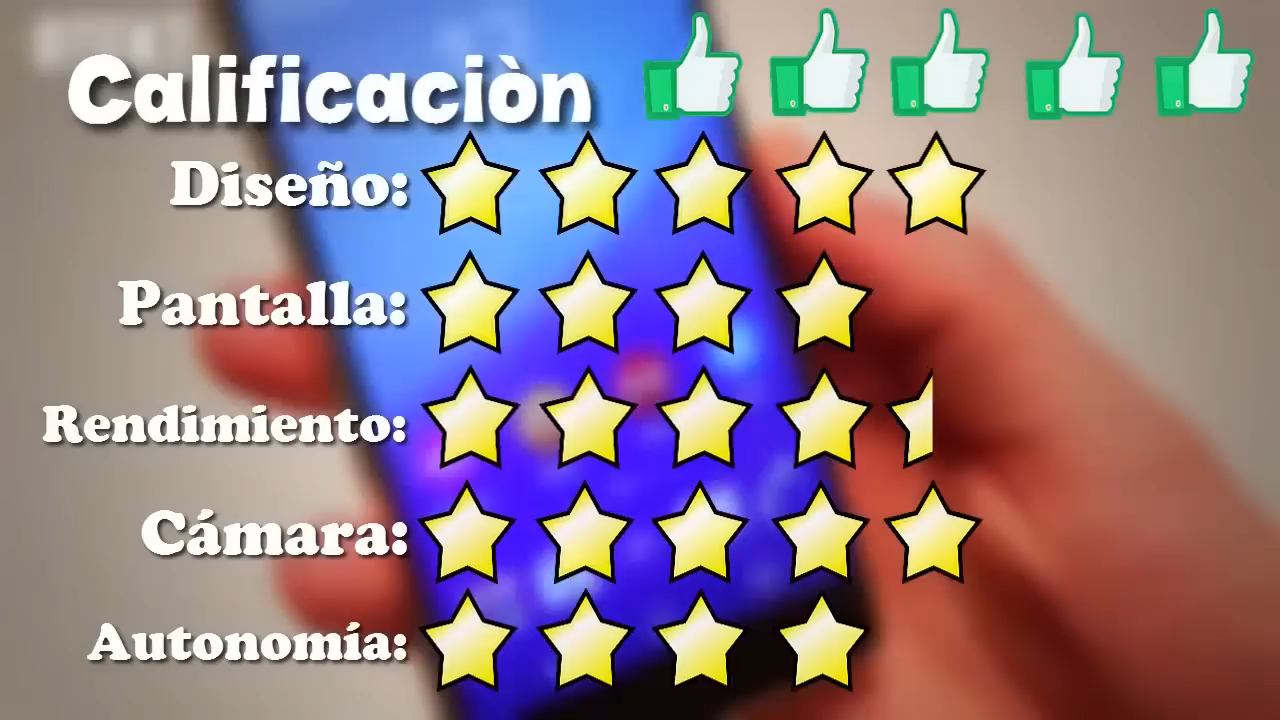 Calificaciòn
Diseño:
Pantalla:
Rendimiento:
Cámara:
Autonomía: